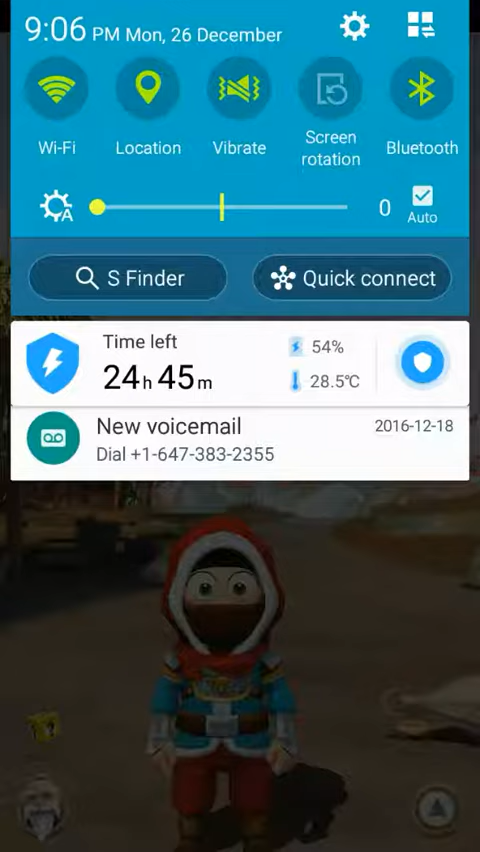 9:06 PM Mon, 26 December
Wi-Fi
Location
Vibrate
Screen
rotation
Bluetooth
A
0
Auto
S Finder
Quick connect
Time left
54%
24h 45m
28.5℃
New voicemail
2016-12-18
Dial +1-647-383-2355